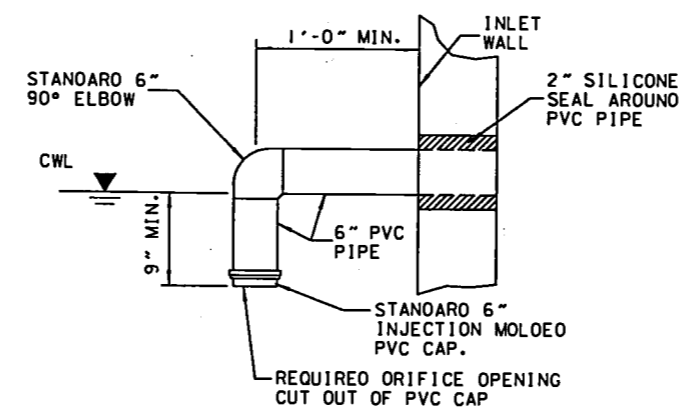 INLET
WALL
1'-0" MIN.
STANOARO 6"
90° ELBOW
2" SILICONE
SEAL AROUNO
PVC PIPE
CWL
9" MIN.
6" PVC
PIPE
STANOARO 6"
INJECTION MOLOEO
PVC CAP.
REQUIRED ORIFICE OPENING
CUT OUT OF PVC CAP